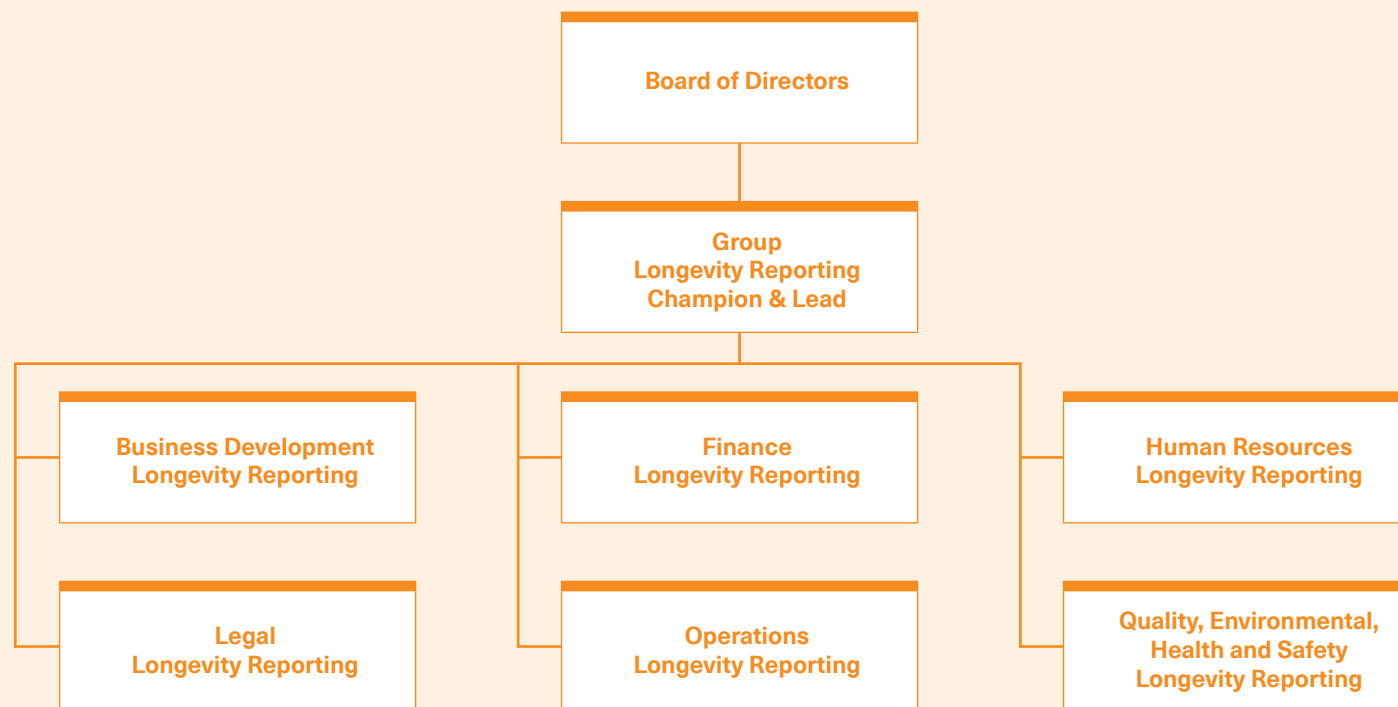 Board of Directors
Group
Longevity Reporting
Champion & Lead
Business Development
Longevity Reporting
Finance
Longevity Reporting
Human Resources
Longevity Reporting
Legal
Longevity Reporting
Operations
Longevity Reporting
Quality, Environmental,
Health and Safety
Longevity Reporting